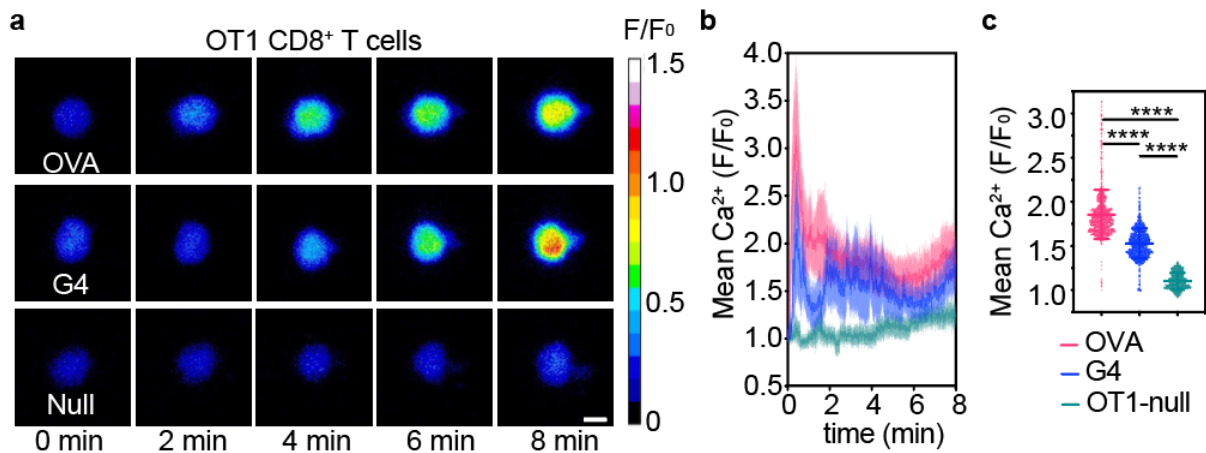 a
OT1 CD8⁺ T cells
F/F₀
OVA
G4
Null
0 min 2 min 4 min 6 min 8 min
1.5
1.0
0.5
0
b
Mean Ca²⁺ (F/F₀)
4.0
3.5
3.0
2.5
2.0
1.5
1.0
0.5
0 2 4 6 8
time (min)
c
Mean Ca²⁺ (F/F₀)
3.0
2.5
2.0
1.5
1.0
****
**** ****
OVA
G4
OT1-null